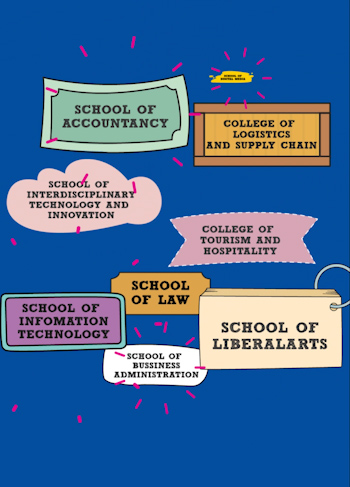 SCHOOL OF
DIGITAL MEDIA
SCHOOL OF
ACCOUNTANCY
COLLEGE OF
LOGISTICS
AND SUPPLY CHAIN
SCHOOL OF
INTERDISCIPLINARY
TECHNOLOGY AND
INNOVATION
COLLEGE OF
TOURISM AND
HOSPITALITY
SCHOOL
OF LAW
SCHOOL OF
INFOMATION
TECHNOLOGY
SCHOOL OF
LIBERALARTS
SCHOOL OF
BUSSINESS
ADMINISTRATION